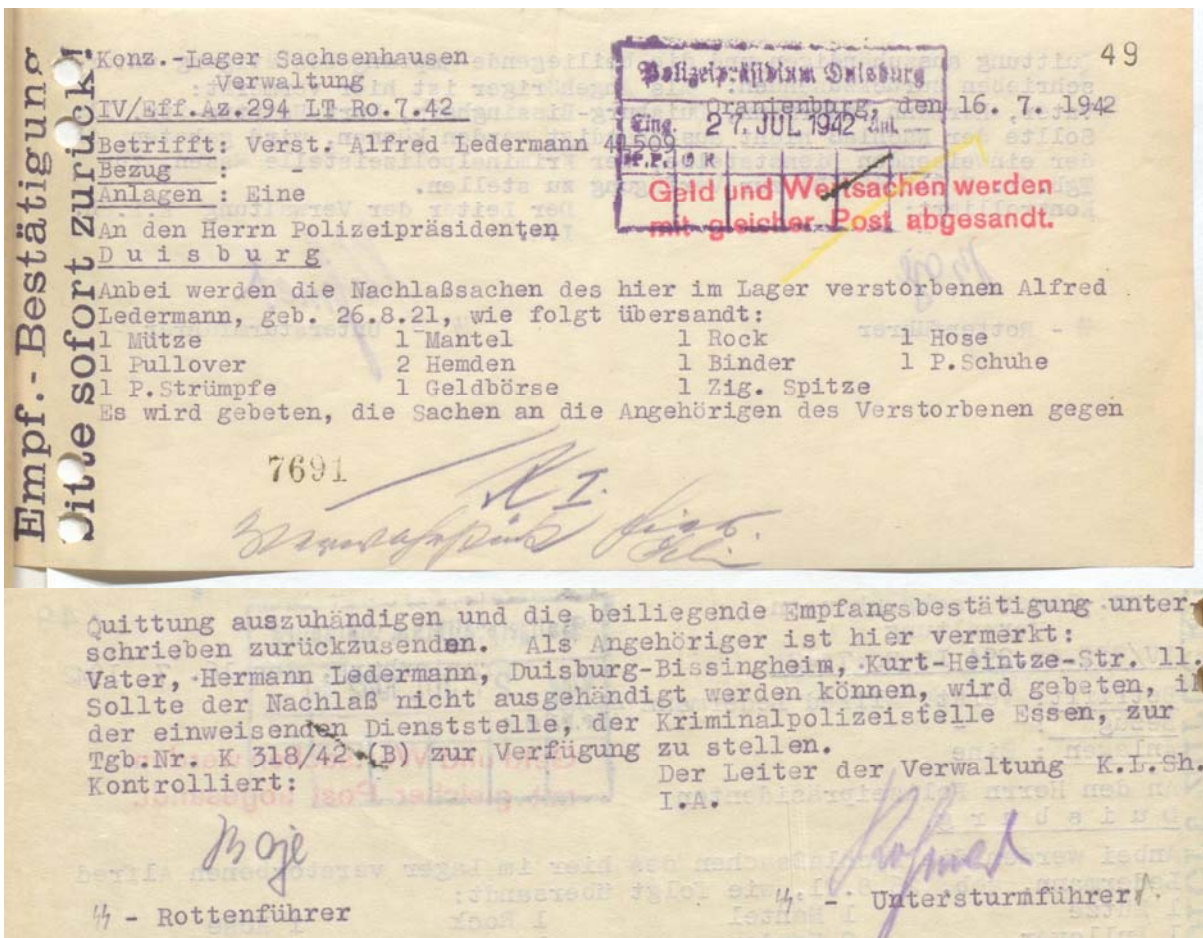 Empf.-Bestätigung
Bitte sofort zurück!
49
Konz.-Lager Sachsenhausen
Verwaltung
IV/Eff.Az.294 LT Ro.7.42
Polizeipräsidium Duisburg
Oranienburg, den 16. 7. 1942
Eing. 27. JUL 1942 Anl.
Betrifft: Verst. Alfred Ledermann 41509
Bezug : -
Anlagen : Eine
Geld und Wertsachen werden
mit gleicher Post abgesandt.
An den Herrn Polizeipräsidenten
D u i s b u r g
Anbei werden die Nachlaßsachen des hier im Lager verstorbenen Alfred
Ledermann, geb. 26.8.21, wie folgt übersandt:
1 Mütze 1 Mantel 1 Rock 1 Hose
1 Pullover 2 Hemden 1 Binder 1 P.Schuhe
1 P.Strümpfe 1 Geldbörse 1 Zig. Spitze
Es wird gebeten, die Sachen an die Angehörigen des Verstorbenen gegen
7691
K I.
Quittung auszuhändigen und die beiliegende Empfangsbestätigung unter-
schrieben zurückzusenden. Als Angehöriger ist hier vermerkt:
Vater, Hermann Ledermann, Duisburg-Bissingheim, Kurt-Heintze-Str. 11.
Sollte der Nachlaß nicht ausgehändigt werden können, wird gebeten, ih
der einweisenden Dienststelle, der Kriminalpolizeistelle Essen, zur
Tgb.Nr. K 318/42 (B) zur Verfügung zu stellen.
Kontrolliert:
Der Leiter der Verwaltung K.L.Sh.
I.A.
Boje
ᛋᛋ - Rottenführer
ᛋᛋ - Untersturmführer